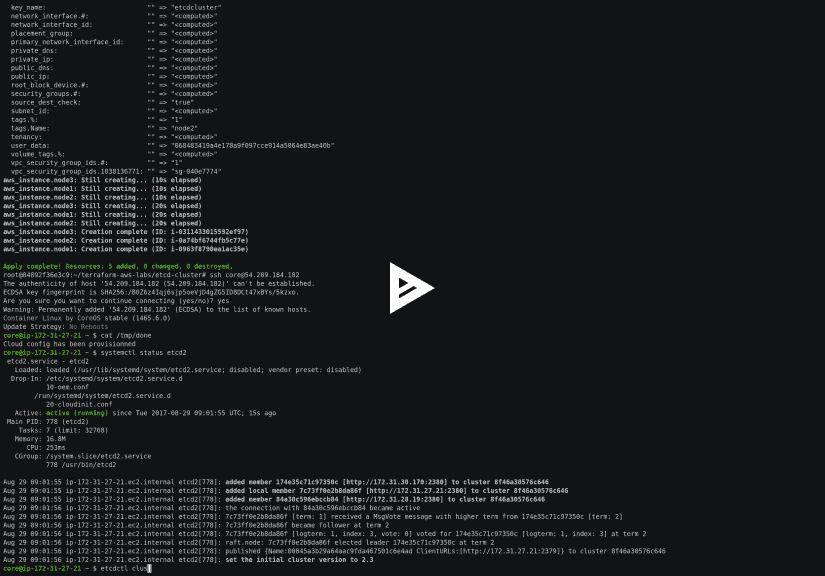 key_name: "" => "etcdcluster"
network_interface.#: "" => "<computed>"
network_interface_id: "" => "<computed>"
placement_group: "" => "<computed>"
primary_network_interface_id: "" => "<computed>"
private_dns: "" => "<computed>"
private_ip: "" => "<computed>"
public_dns: "" => "<computed>"
public_ip: "" => "<computed>"
root_block_device.#: "" => "<computed>"
security_groups.#: "" => "<computed>"
source_dest_check: "" => "true"
subnet_id: "" => "<computed>"
tags.%: "" => "1"
tags.Name: "" => "node2"
tenancy: "" => "<computed>"
user_data: "" => "068483419a4e178a9f097cce914a5064e83ae40b"
volume_tags.%: "" => "<computed>"
vpc_security_group_ids.#: "" => "1"
vpc_security_group_ids.1038136771: "" => "sg-040e7774"
aws_instance.node3: Still creating... (10s elapsed)
aws_instance.node1: Still creating... (10s elapsed)
aws_instance.node2: Still creating... (10s elapsed)
aws_instance.node3: Still creating... (20s elapsed)
aws_instance.node1: Still creating... (20s elapsed)
aws_instance.node2: Still creating... (20s elapsed)
aws_instance.node3: Creation complete (ID: i-0311433015592ef97)
aws_instance.node2: Creation complete (ID: i-0a74bf6744fb5c77e)
aws_instance.node1: Creation complete (ID: i-0963f8790ea1ac35e)
Apply complete! Resources: 5 added, 0 changed, 0 destroyed.
root@04092f36e3c9:~/terraform-aws-labs/etcd-cluster# ssh core@54.209.184.182
The authenticity of host '54.209.184.182 (54.209.184.182)' can't be established.
ECDSA key fingerprint is SHA256:/B0Z6z4Iqj6sjp5oeVjD4gZG5ID8DCt47xBYs/5kzxo.
Are you sure you want to continue connecting (yes/no)? yes
Warning: Permanently added '54.209.184.182' (ECDSA) to the list of known hosts.
Container Linux by CoreOS stable (1465.6.0)
Update Strategy: No Reboots
core@ip-172-31-27-21 ~ $ cat /tmp/done
Cloud config has been provisionned
core@ip-172-31-27-21 ~ $ systemctl status etcd2
etcd2.service - etcd2
Loaded: loaded (/usr/lib/systemd/system/etcd2.service; disabled; vendor preset: disabled)
Drop-In: /etc/systemd/system/etcd2.service.d
10-oem.conf
/run/systemd/system/etcd2.service.d
20-cloudinit.conf
Active: active (running) since Tue 2017-08-29 09:01:55 UTC; 15s ago
Main PID: 778 (etcd2)
Tasks: 7 (limit: 32768)
Memory: 16.8M
CPU: 253ms
CGroup: /system.slice/etcd2.service
778 /usr/bin/etcd2
Aug 29 09:01:55 ip-172-31-27-21.ec2.internal etcd2[778]: added member 174e35c71c97350c [http://172.31.30.170:2380] to cluster 8f46a30576c646
Aug 29 09:01:55 ip-172-31-27-21.ec2.internal etcd2[778]: added local member 7c73ff0e2b8da86f [http://172.31.27.21:2380] to cluster 8f46a30576c646
Aug 29 09:01:55 ip-172-31-27-21.ec2.internal etcd2[778]: added member 84a30c596ebccb84 [http://172.31.28.19:2380] to cluster 8f46a30576c646
Aug 29 09:01:56 ip-172-31-27-21.ec2.internal etcd2[778]: the connection with 84a30c596ebccb84 became active
Aug 29 09:01:56 ip-172-31-27-21.ec2.internal etcd2[778]: 7c73ff0e2b8da86f [term: 1] received a MsgVote message with higher term from 174e35c71c97350c [term: 2]
Aug 29 09:01:56 ip-172-31-27-21.ec2.internal etcd2[778]: 7c73ff0e2b8da86f became follower at term 2
Aug 29 09:01:56 ip-172-31-27-21.ec2.internal etcd2[778]: 7c73ff0e2b8da86f [logterm: 1, index: 3, vote: 0] voted for 174e35c71c97350c [logterm: 1, index: 3] at term 2
Aug 29 09:01:56 ip-172-31-27-21.ec2.internal etcd2[778]: raft.node: 7c73ff0e2b8da86f elected leader 174e35c71c97350c at term 2
Aug 29 09:01:56 ip-172-31-27-21.ec2.internal etcd2[778]: published {Name:00845a3b29a64aac9fda467501c6e4ad ClientURLs:[http://172.31.27.21:2379]} to cluster 8f46a30576c646
Aug 29 09:01:56 ip-172-31-27-21.ec2.internal etcd2[778]: set the initial cluster version to 2.3
core@ip-172-31-27-21 ~ $ etcdctl clus